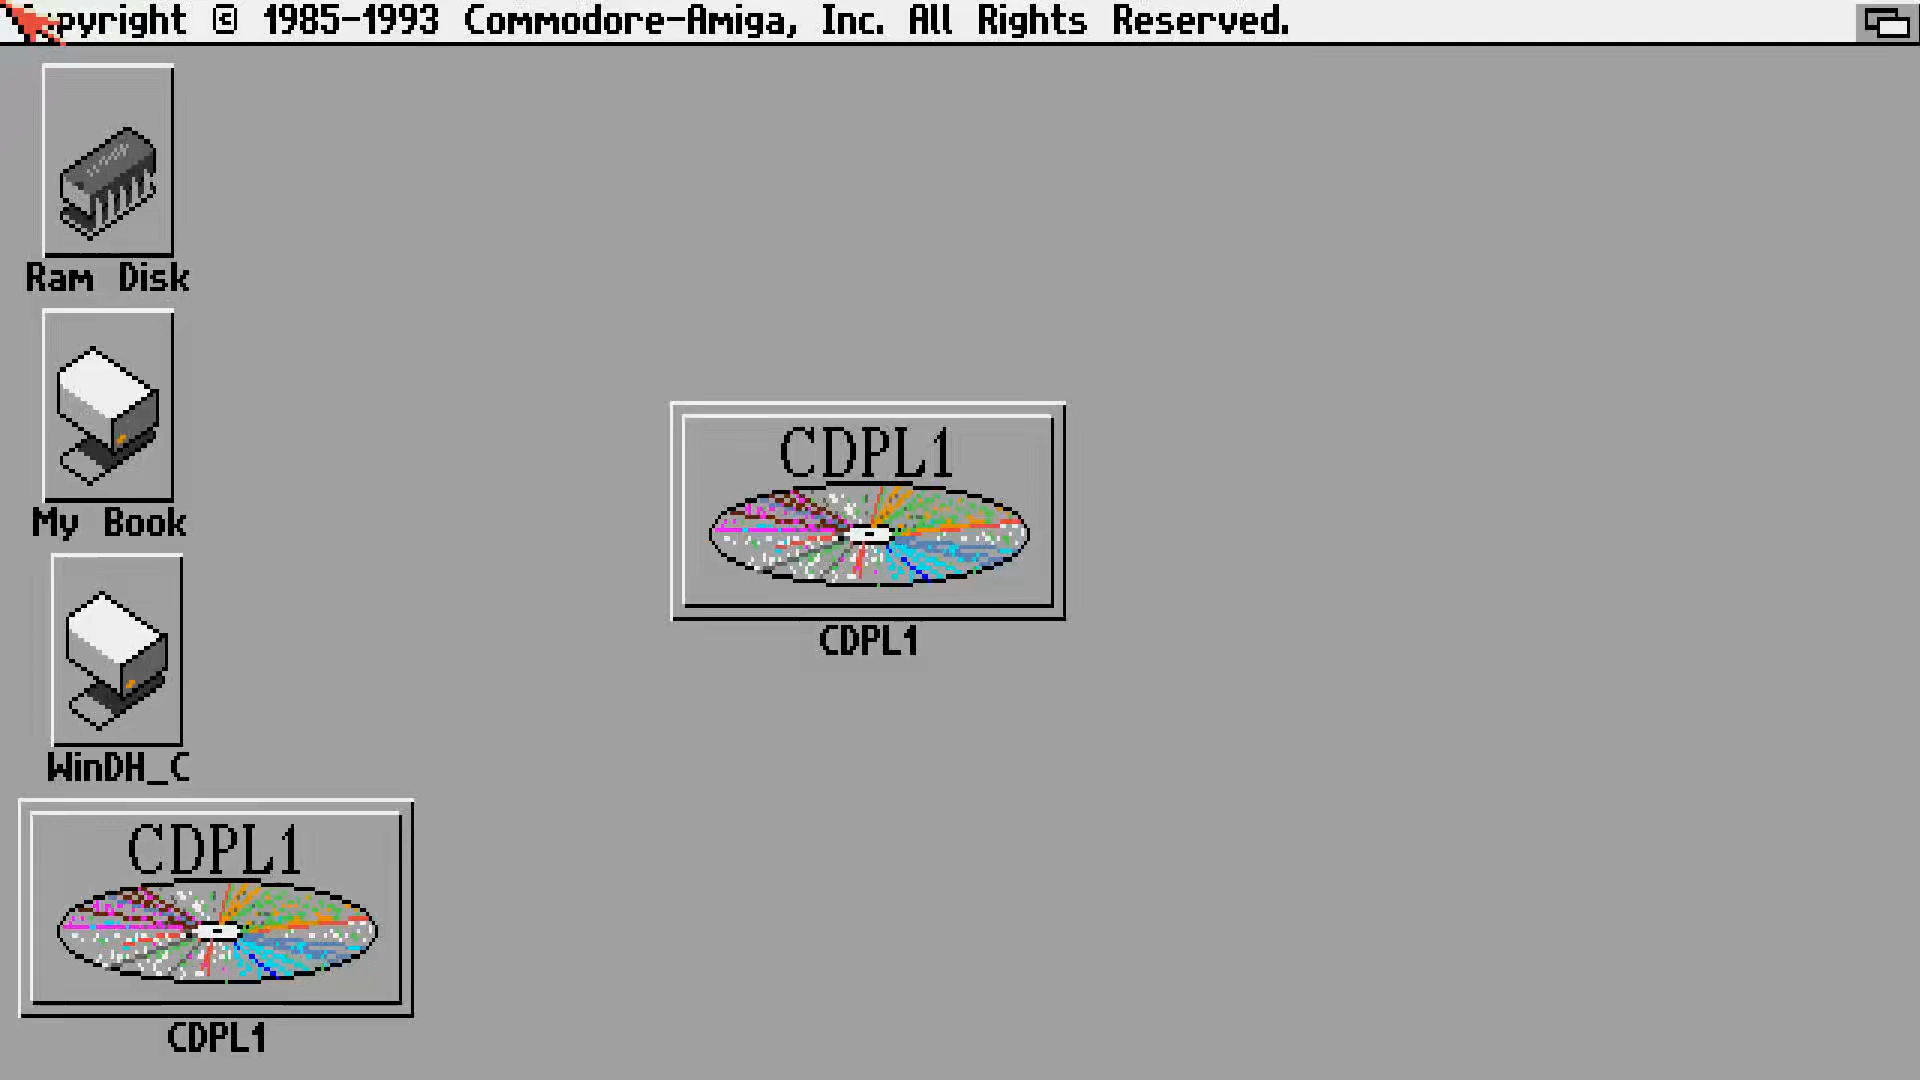 pyright © 1985-1993 Commodore-Amiga, Inc. All Rights Reserved.
Ram Disk
My Book
WinDH_C
CDPL1
CDPL1
CDPL1
CDPL1